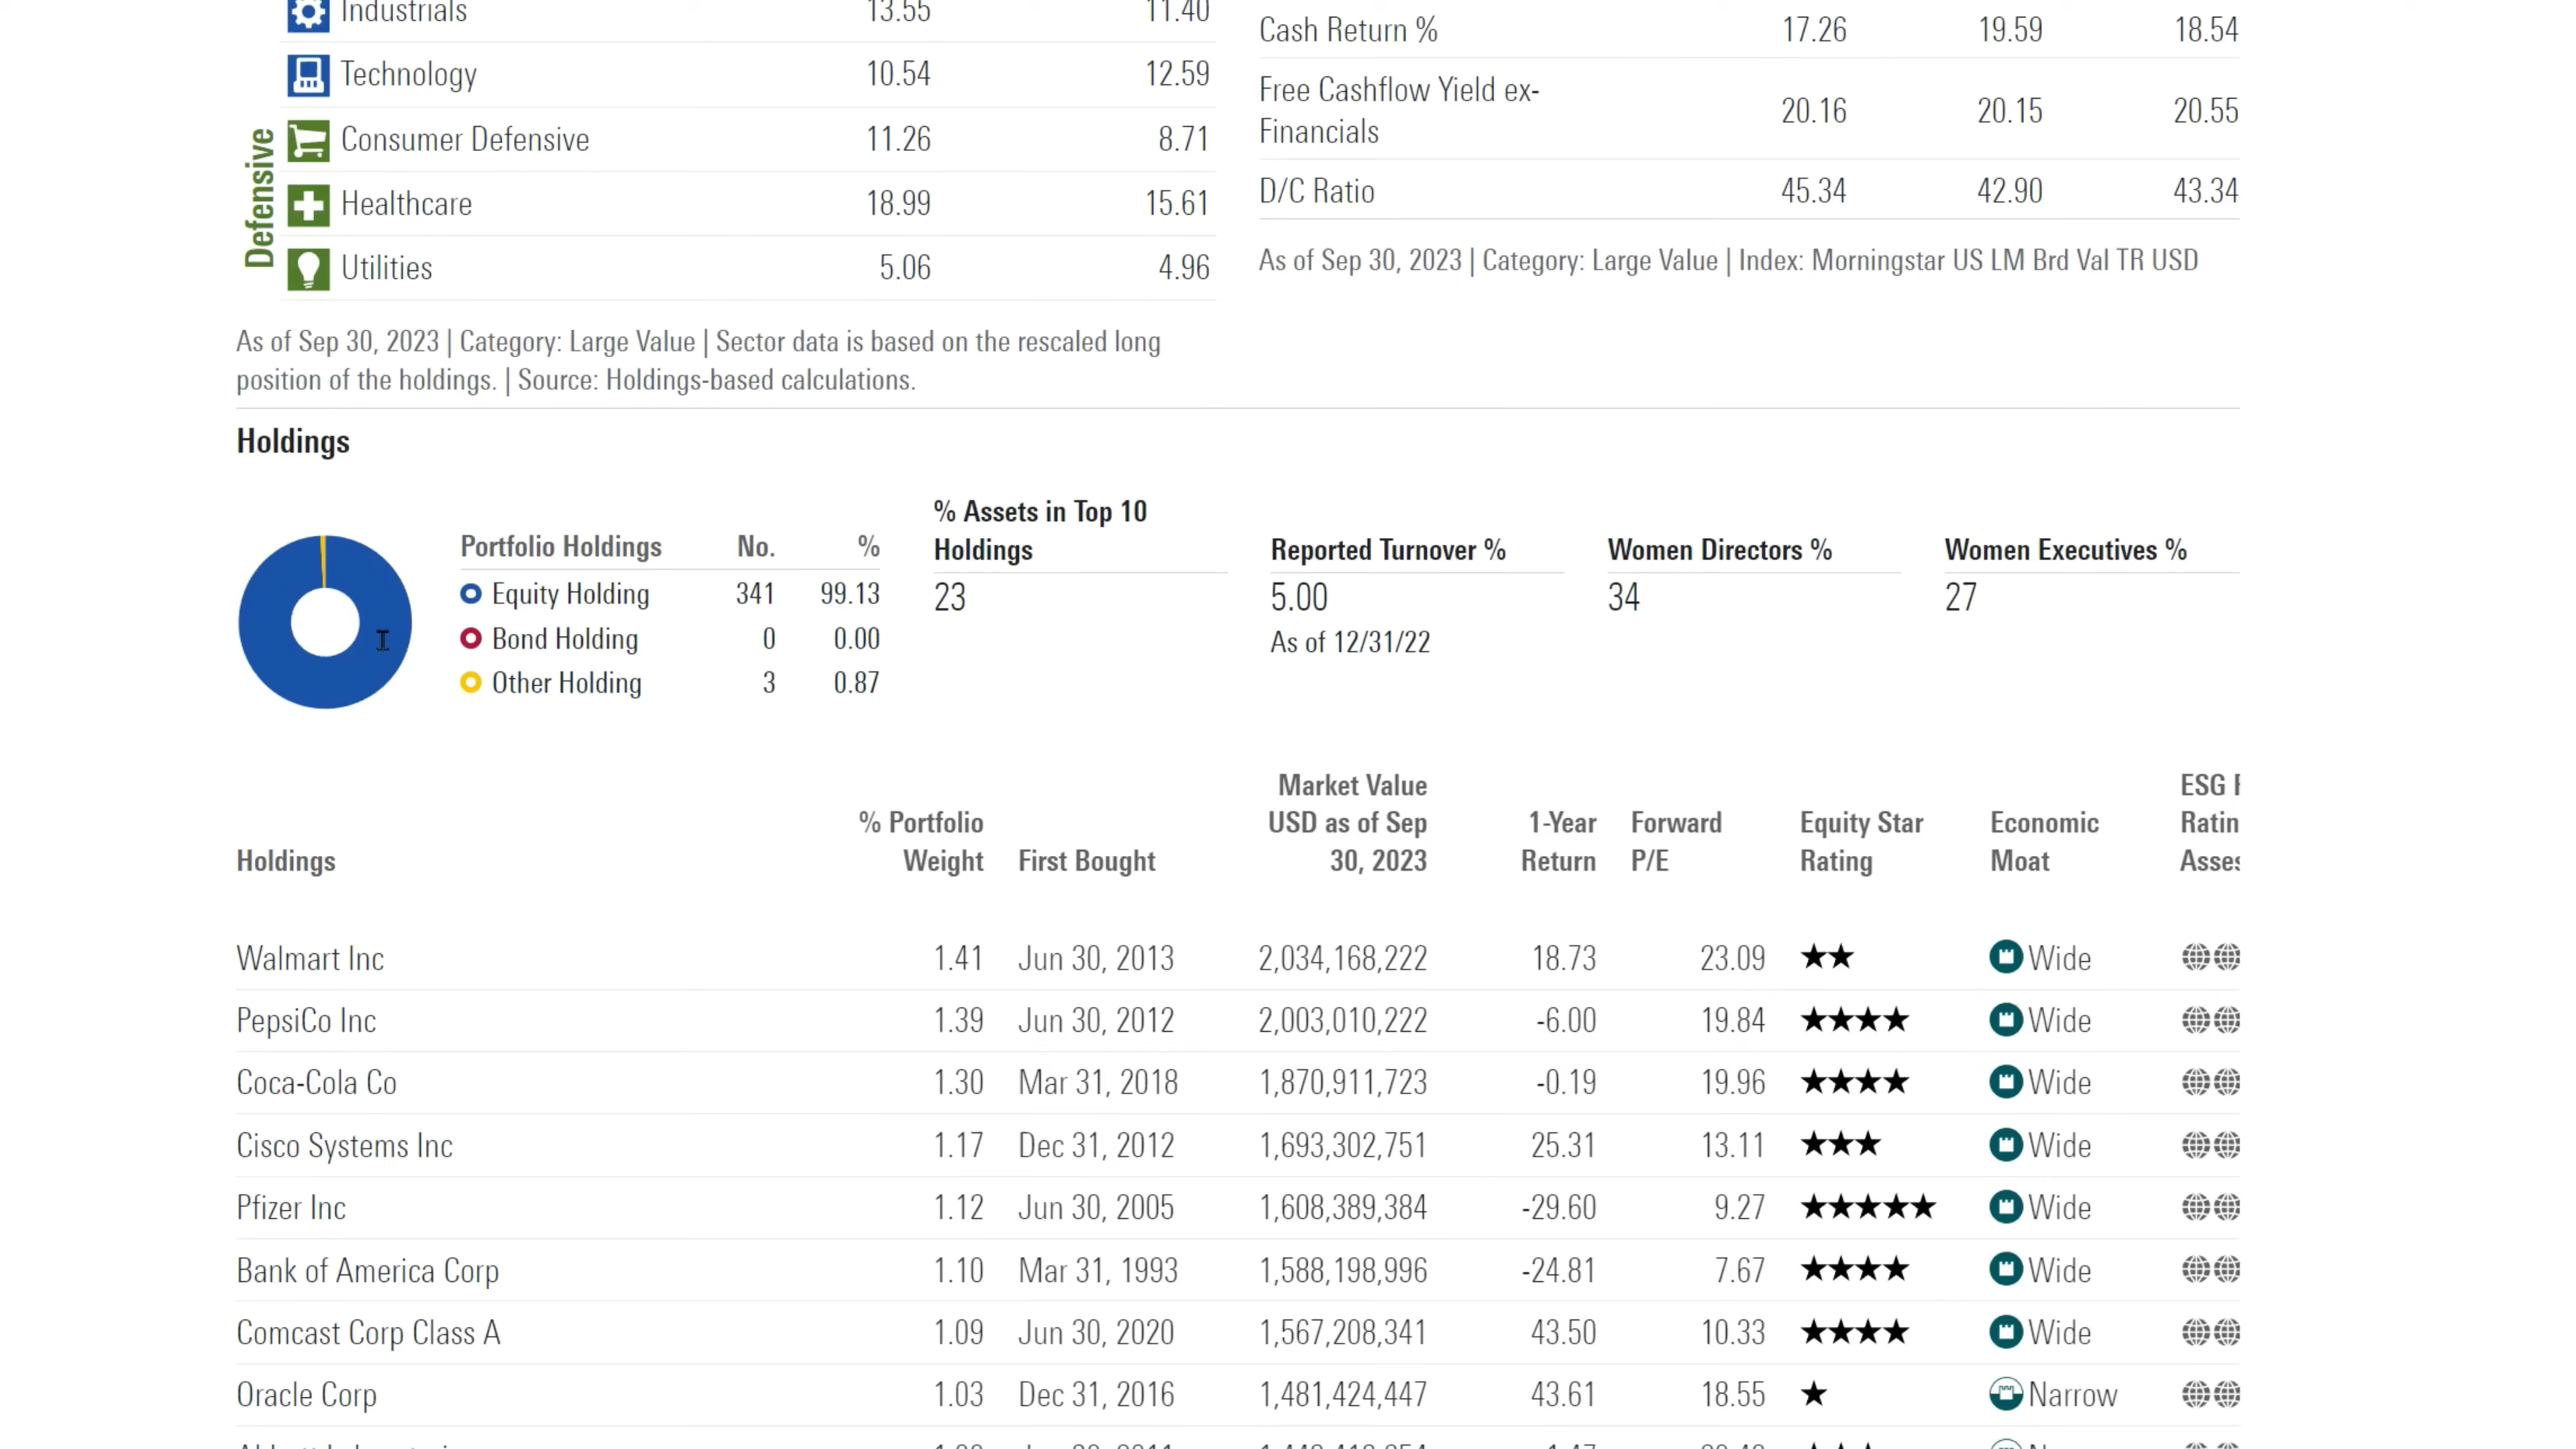 Industrials 13.55 11.40
Technology 10.54 12.59
Defensive
Consumer Defensive 11.26 8.71
Healthcare 18.99 15.61
Utilities 5.06 4.96
As of Sep 30, 2023 | Category: Large Value | Sector data is based on the rescaled long
position of the holdings. | Source: Holdings-based calculations.
Cash Return % 17.26 19.59 18.54
Free Cashflow Yield ex-
Financials 20.16 20.15 20.55
D/C Ratio 45.34 42.90 43.34
As of Sep 30, 2023 | Category: Large Value | Index: Morningstar US LM Brd Val TR USD
Holdings
Portfolio Holdings No. %
Equity Holding 341 99.13
Bond Holding 0 0.00
Other Holding 3 0.87
% Assets in Top 10
Holdings
23
Reported Turnover %
5.00
As of 12/31/22
Women Directors %
34
Women Executives %
27
Holdings
% Portfolio
Weight
First Bought
Market Value
USD as of Sep
30, 2023
1-Year
Return
Forward
P/E
Equity Star
Rating
Economic
Moat
ESG
Ratin
Asses
Walmart Inc 1.41 Jun 30, 2013 2,034,168,222 18.73 23.09 ★★ Wide
PepsiCo Inc 1.39 Jun 30, 2012 2,003,010,222 -6.00 19.84 ★★★★ Wide
Coca-Cola Co 1.30 Mar 31, 2018 1,870,911,723 -0.19 19.96 ★★★★ Wide
Cisco Systems Inc 1.17 Dec 31, 2012 1,693,302,751 25.31 13.11 ★★★ Wide
Pfizer Inc 1.12 Jun 30, 2005 1,608,389,384 -29.60 9.27 ★★★★★ Wide
Bank of America Corp 1.10 Mar 31, 1993 1,588,198,996 -24.81 7.67 ★★★★ Wide
Comcast Corp Class A 1.09 Jun 30, 2020 1,567,208,341 43.50 10.33 ★★★★ Wide
Oracle Corp 1.03 Dec 31, 2016 1,481,424,447 43.61 18.55 ★ Narrow